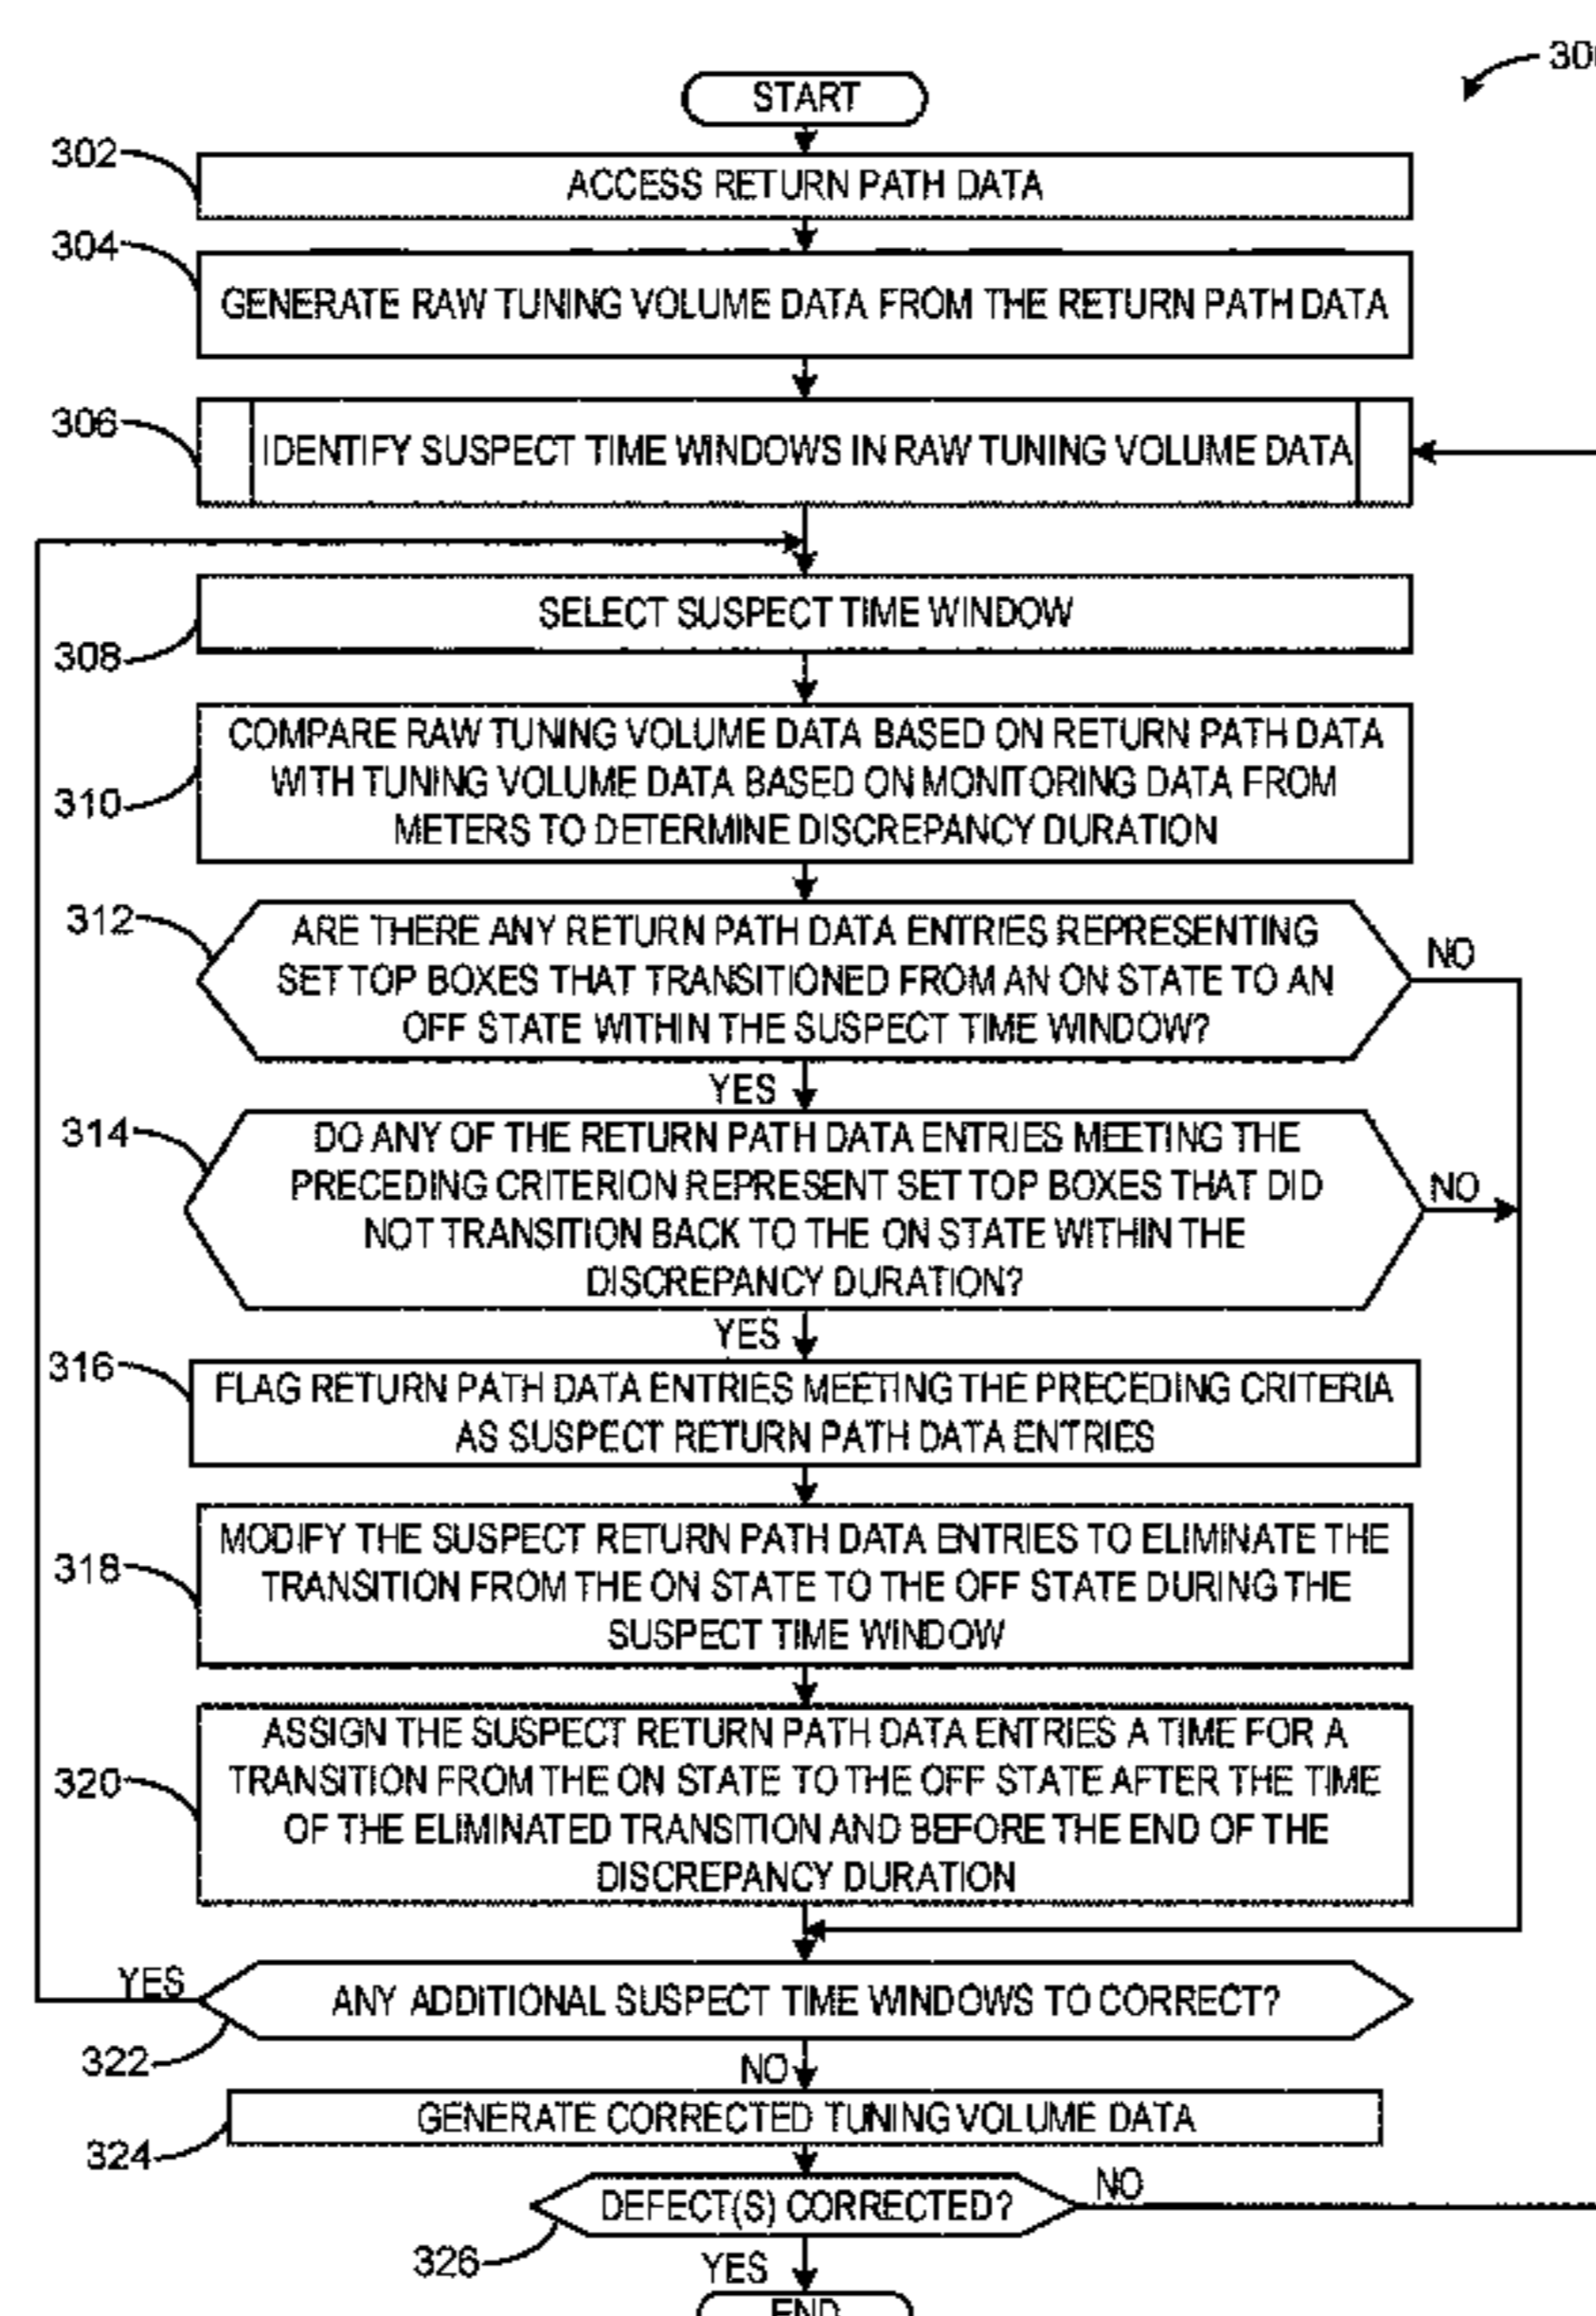 300
START
302
ACCESS RETURN PATH DATA
304
GENERATE RAW TUNING VOLUME DATA FROM THE RETURN PATH DATA
306
IDENTIFY SUSPECT TIME WINDOWS IN RAW TUNING VOLUME DATA
SELECT SUSPECT TIME WINDOW
308
COMPARE RAW TUNING VOLUME DATA BASED ON RETURN PATH DATA
WITH TUNING VOLUME DATA BASED ON MONITORING DATA FROM
METERS TO DETERMINE DISCREPANCY DURATION
310
312
ARE THERE ANY RETURN PATH DATA ENTRIES REPRESENTING
SET TOP BOXES THAT TRANSITIONED FROM AN ON STATE TO AN
OFF STATE WITHIN THE SUSPECT TIME WINDOW?
NO
YES
314
DO ANY OF THE RETURN PATH DATA ENTRIES MEETING THE
PRECEDING CRITERION REPRESENT SET TOP BOXES THAT DID
NOT TRANSITION BACK TO THE ON STATE WITHIN THE
DISCREPANCY DURATION?
NO
YES
316
FLAG RETURN PATH DATA ENTRIES MEETING THE PRECEDING CRITERIA
AS SUSPECT RETURN PATH DATA ENTRIES
318
MODIFY THE SUSPECT RETURN PATH DATA ENTRIES TO ELIMINATE THE
TRANSITION FROM THE ON STATE TO THE OFF STATE DURING THE
SUSPECT TIME WINDOW
320
ASSIGN THE SUSPECT RETURN PATH DATA ENTRIES A TIME FOR A
TRANSITION FROM THE ON STATE TO THE OFF STATE AFTER THE TIME
OF THE ELIMINATED TRANSITION AND BEFORE THE END OF THE
DISCREPANCY DURATION
YES
ANY ADDITIONAL SUSPECT TIME WINDOWS TO CORRECT?
322
NO
GENERATE CORRECTED TUNING VOLUME DATA
324
DEFECT(S) CORRECTED?
NO
326
YES
END